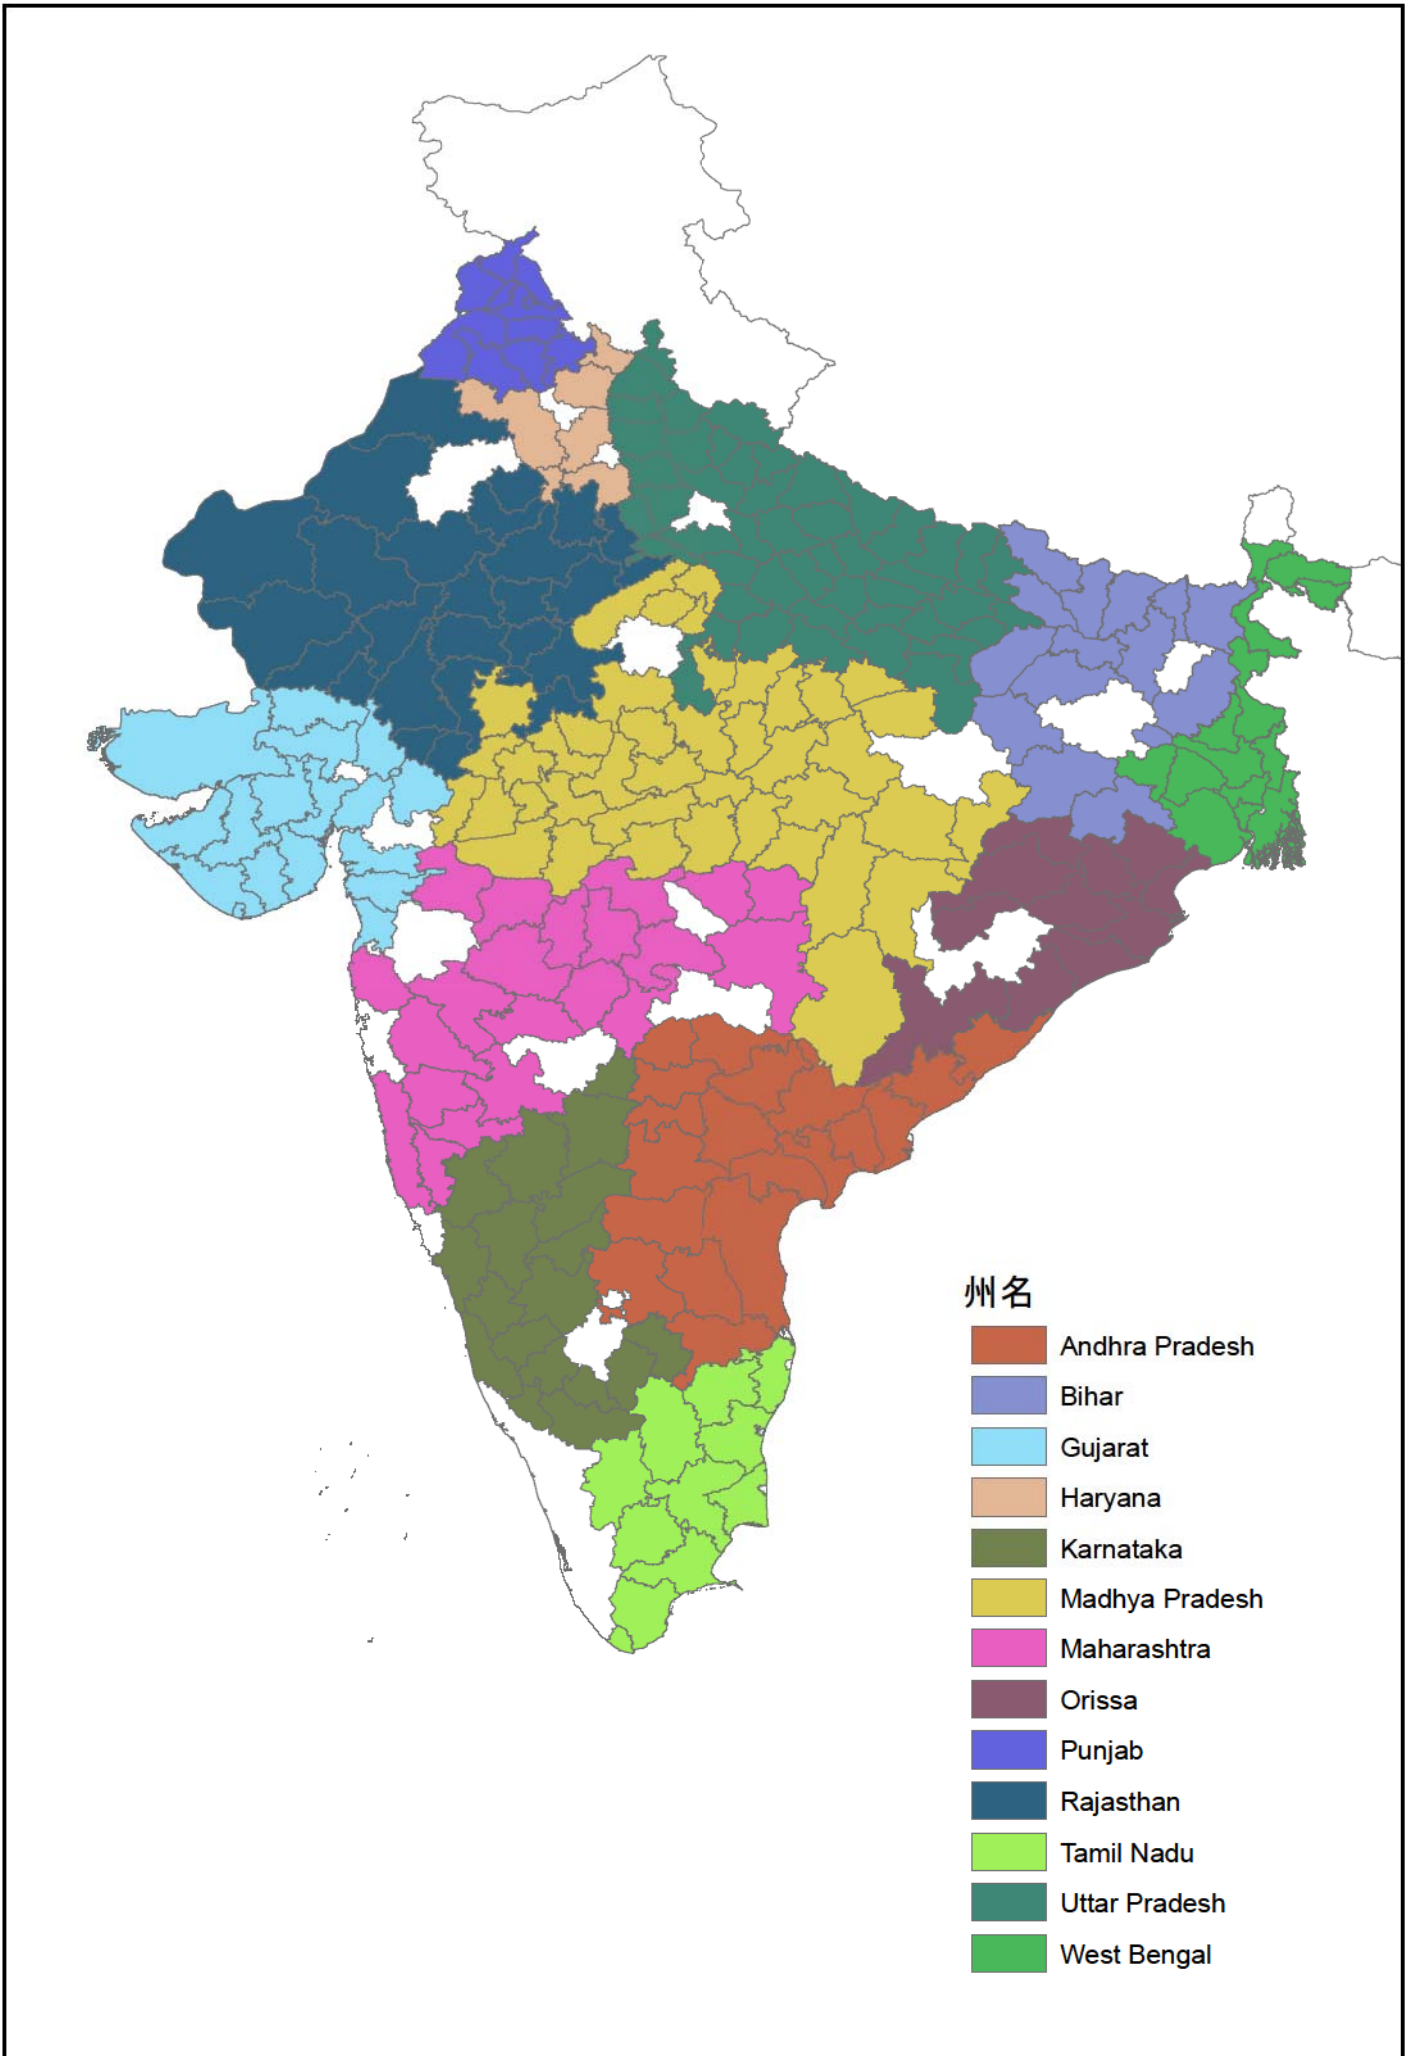 州名
Andhra Pradesh
Bihar
Gujarat
Haryana
Karnataka
Madhya Pradesh
Maharashtra
Orissa
Punjab
Rajasthan
Tamil Nadu
Uttar Pradesh
West Bengal